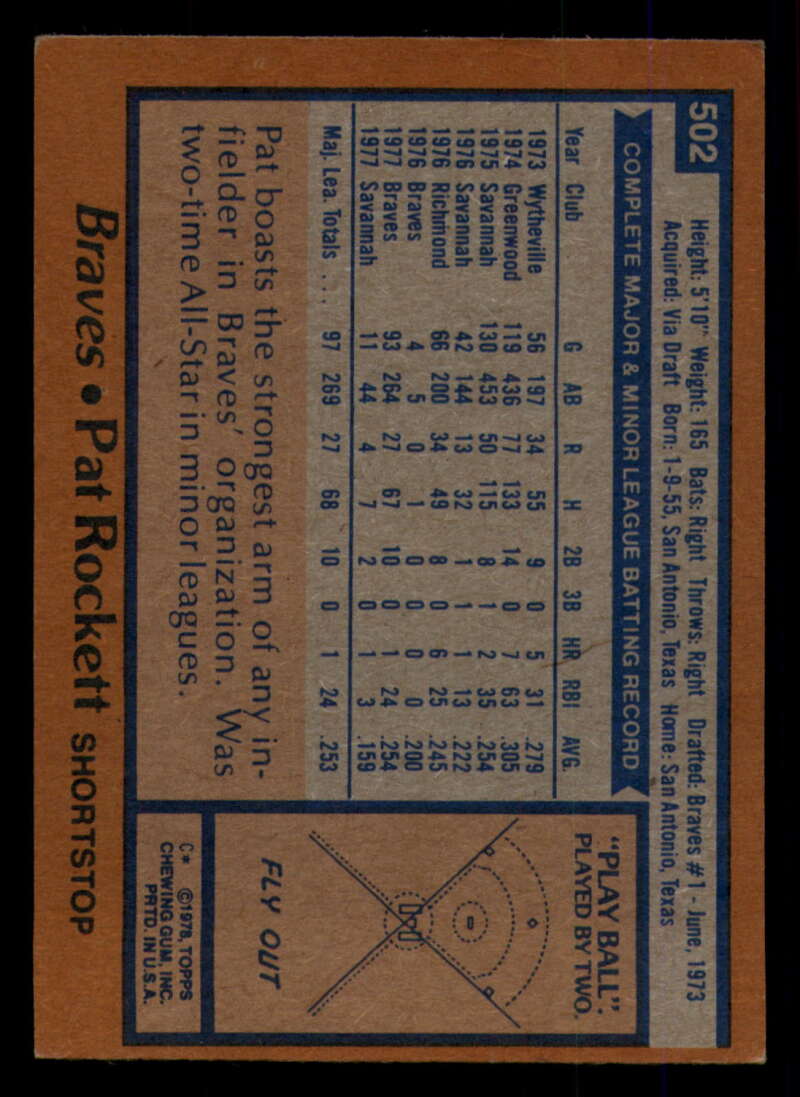 502
Height: 5'10" Weight: 165 Bats: Right Throws: Right Drafted: Braves #1 - June, 1973
Acquired: Via Draft Born: 1-9-55, San Antonio, Texas Home: San Antonio, Texas
COMPLETE MAJOR & MINOR LEAGUE BATTING RECORD
Year Club G AB R H 2B 3B HR RBI AVG.
1973 Wytheville 56 197 34 55 9 0 5 31 .279
1974 Greenwood 119 436 77 133 14 0 7 63 .305
1975 Savannah 130 453 50 115 8 1 2 35 .254
1976 Savannah 42 144 13 32 1 1 1 13 .222
1976 Richmond 66 200 34 49 8 0 6 25 .245
1976 Braves 4 5 0 1 0 0 0 0 .200
1977 Braves 93 264 27 67 10 0 1 24 .254
1977 Savannah 11 44 4 7 2 0 1 3 .159
Maj. Lea. Totals ... 97 269 27 68 10 0 1 24 .253
Pat boasts the strongest arm of any in-
fielder in Braves' organization. Was
two-time All-Star in minor leagues.
"PLAY BALL":
PLAYED BY TWO.
FLY OUT
C* ©1978, TOPPS
CHEWING GUM, INC.
PRTD. IN U.S.A.
Braves • Pat Rockett SHORTSTOP